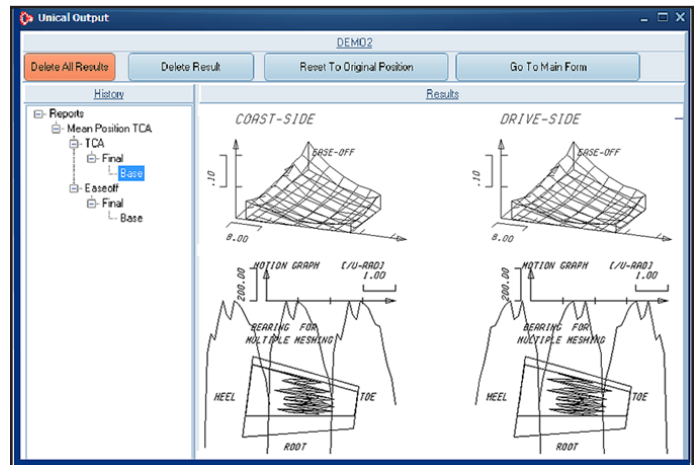 Unical Output
DEMO2
Delete All Results
Delete Result
Reset To Original Position
Go To Main Form
History
Results
Reports
Mean Position TCA
TCA
Final
Base
Easeoff
Final
Base
COAST-SIDE
EASE-OFF
.10
8.00
MOTION GRAPH [/U-RAD]
200.00
1.00
BEARING FOR
MULTIPLE MESHING
HEEL
TOE
ROOT
DRIVE-SIDE
EASE-OFF
.10
8.00
MOTION GRAPH [/U-RAD]
200.00
1.00
BEARING FOR
MULTIPLE MESHING
HEEL
TOE
ROOT